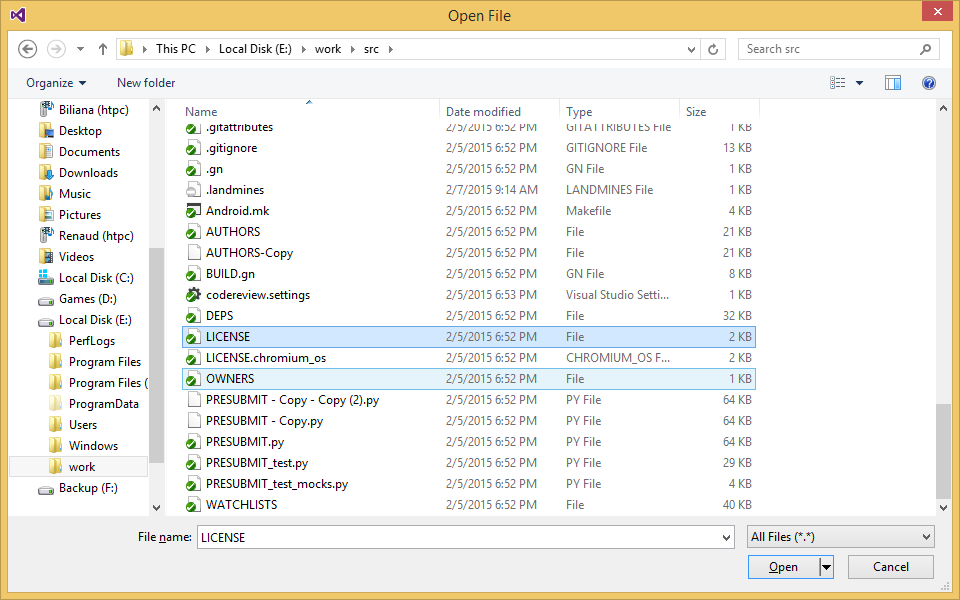 Open File
This PC Local Disk (E:) work src
Search src
Organize New folder
Biliana (htpc)
Desktop
Documents
Downloads
Music
Pictures
Renaud (htpc)
Videos
Local Disk (C:)
Games (D:)
Local Disk (E:)
PerfLogs
Program Files
Program Files (
ProgramData
Users
Windows
work
Backup (F:)
Name Date modified Type Size
.gitattributes 2/5/2015 6:52 PM GITATTRIBUTES File 1 KB
.gitignore 2/5/2015 6:52 PM GITIGNORE File 13 KB
.gn 2/5/2015 6:52 PM GN File 1 KB
.landmines 2/7/2015 9:14 AM LANDMINES File 1 KB
Android.mk 2/5/2015 6:52 PM Makefile 4 KB
AUTHORS 2/5/2015 6:52 PM File 21 KB
AUTHORS-Copy 2/5/2015 6:52 PM File 21 KB
BUILD.gn 2/5/2015 6:52 PM GN File 8 KB
codereview.settings 2/5/2015 6:53 PM Visual Studio Setti... 1 KB
DEPS 2/5/2015 6:52 PM File 32 KB
LICENSE 2/5/2015 6:52 PM File 2 KB
LICENSE.chromium_os 2/5/2015 6:52 PM CHROMIUM_OS F... 2 KB
OWNERS 2/5/2015 6:52 PM File 1 KB
PRESUBMIT - Copy - Copy (2).py 2/5/2015 6:52 PM PY File 64 KB
PRESUBMIT - Copy.py 2/5/2015 6:52 PM PY File 64 KB
PRESUBMIT.py 2/5/2015 6:52 PM PY File 64 KB
PRESUBMIT_test.py 2/5/2015 6:52 PM PY File 29 KB
PRESUBMIT_test_mocks.py 2/5/2015 6:52 PM PY File 4 KB
WATCHLISTS 2/5/2015 6:52 PM File 40 KB
File name: LICENSE All Files (*.*)
Open Cancel